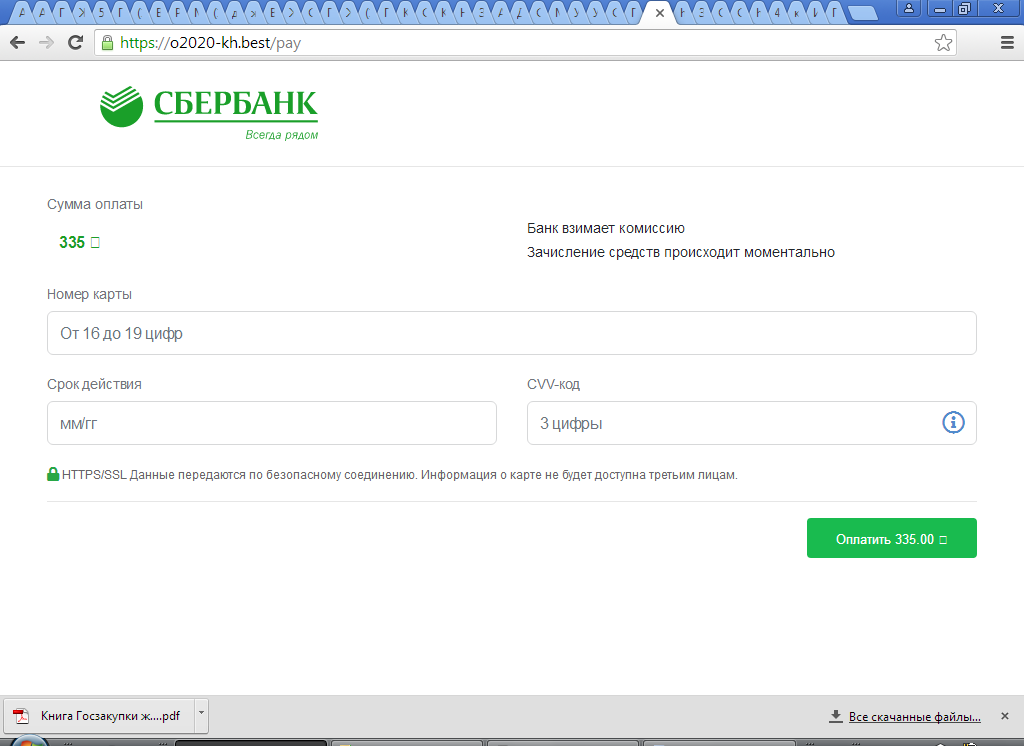 https://o2020-kh.best/pay
СБЕРБАНК
Всегда рядом
Сумма оплаты
335
Банк взимает комиссию
Зачисление средств происходит моментально
Номер карты
От 16 до 19 цифр
Срок действия
CVV-код
мм/гг
3 цифры
HTTPS/SSL Данные передаются по безопасному соединению. Информация о карте не будет доступна третьим лицам.
Оплатить 335.00
Книга Госзакупки ж....pdf
Все скачанные файлы...